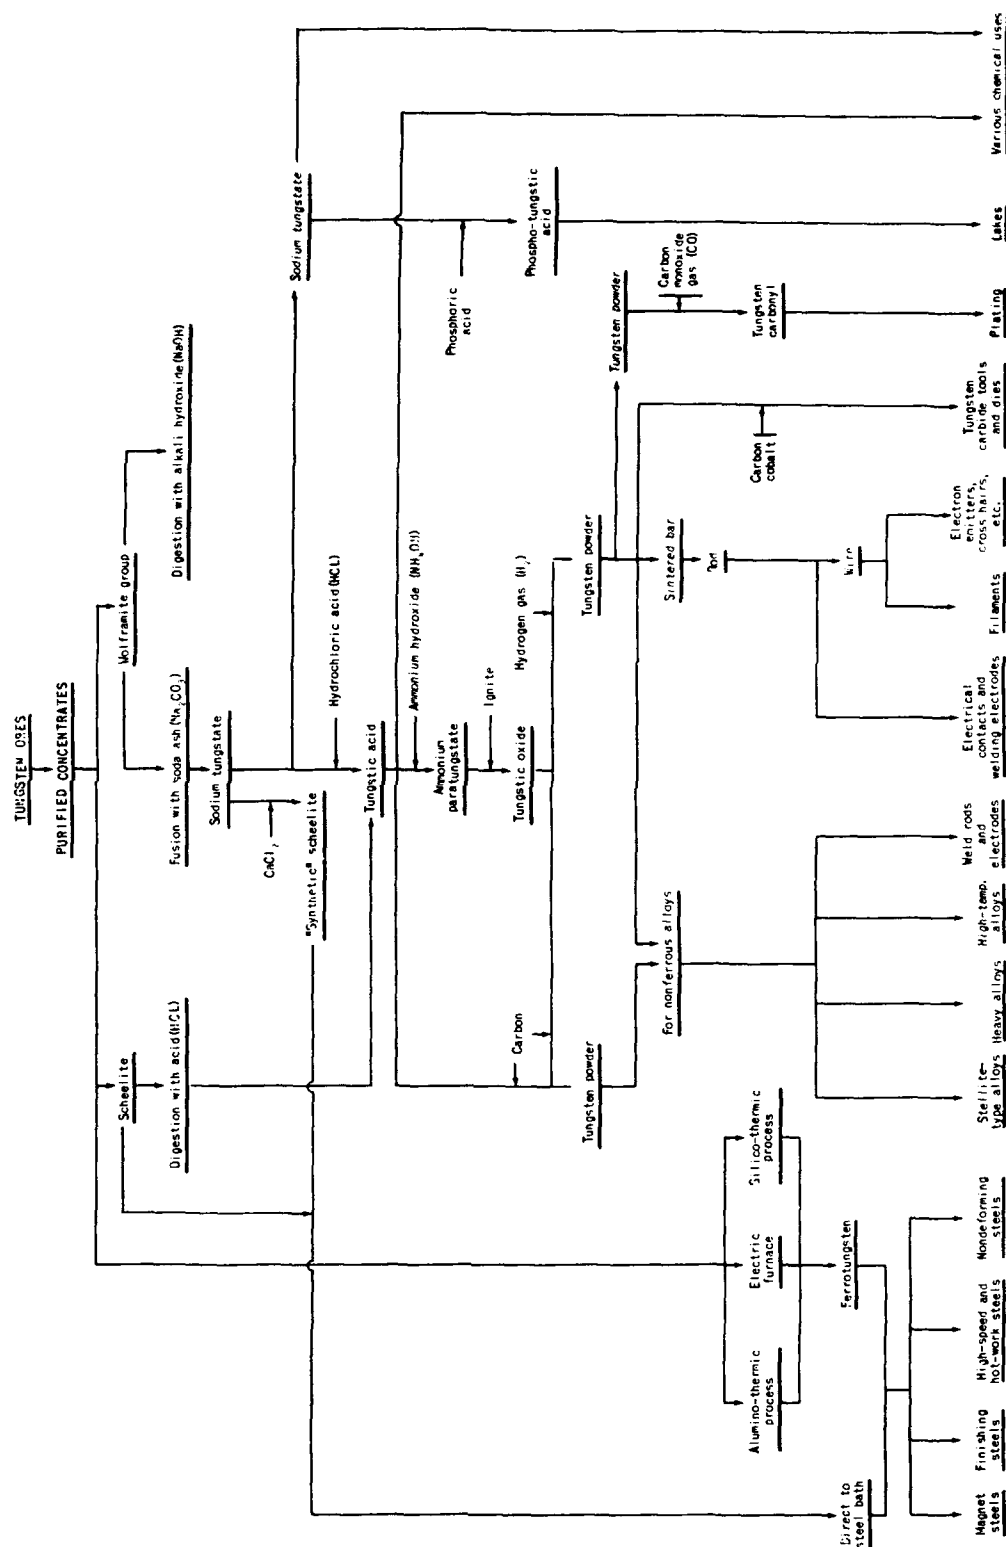 TUNGSTEN ORES
PURIFIED CONCENTRATES
Scheelite
Wolframite group
Digestion with acid(HCL)
Fusion with soda ash(Na2CO3)
Digestion with alkali hydroxide(NaOH)
Sodium tungstate
CaCl2
"Synthetic" scheelite
Sodium tungstate
Hydrochloric acid(HCL)
Tungstic acid
Ammonium hydroxide (NH4OH)
Ammonium
paratungstate
Phosphoric
acid
Ignite
Carbon
Tungstic oxide
Hydrogen gas (H2)
Phospho-tungstic
acid
Tungsten powder
Tungsten powder
Tungsten powder
Carbon
monoxide
gas (CO)
for nonferrous alloys
Sintered bar
Rod
Tungsten
carbonyl
Alumino-thermic
process
Electric
furnace
Silico-thermic
process
Carbon
cobalt
Direct to
steel bath
Ferrotungsten
Wire
Magnet
steels
Finishing
steels
High-speed and
hot-work steels
Nondeforming
steels
Stellite-
type alloys
Heavy alloys
High-temp.
alloys
Weld rods
and
electrodes
Electrical
contacts and
welding electrodes
Filaments
Electron
emitters,
cross hairs,
etc.
Tungsten
carbide tools
and dies
Plating
Lakes
Various chemical uses